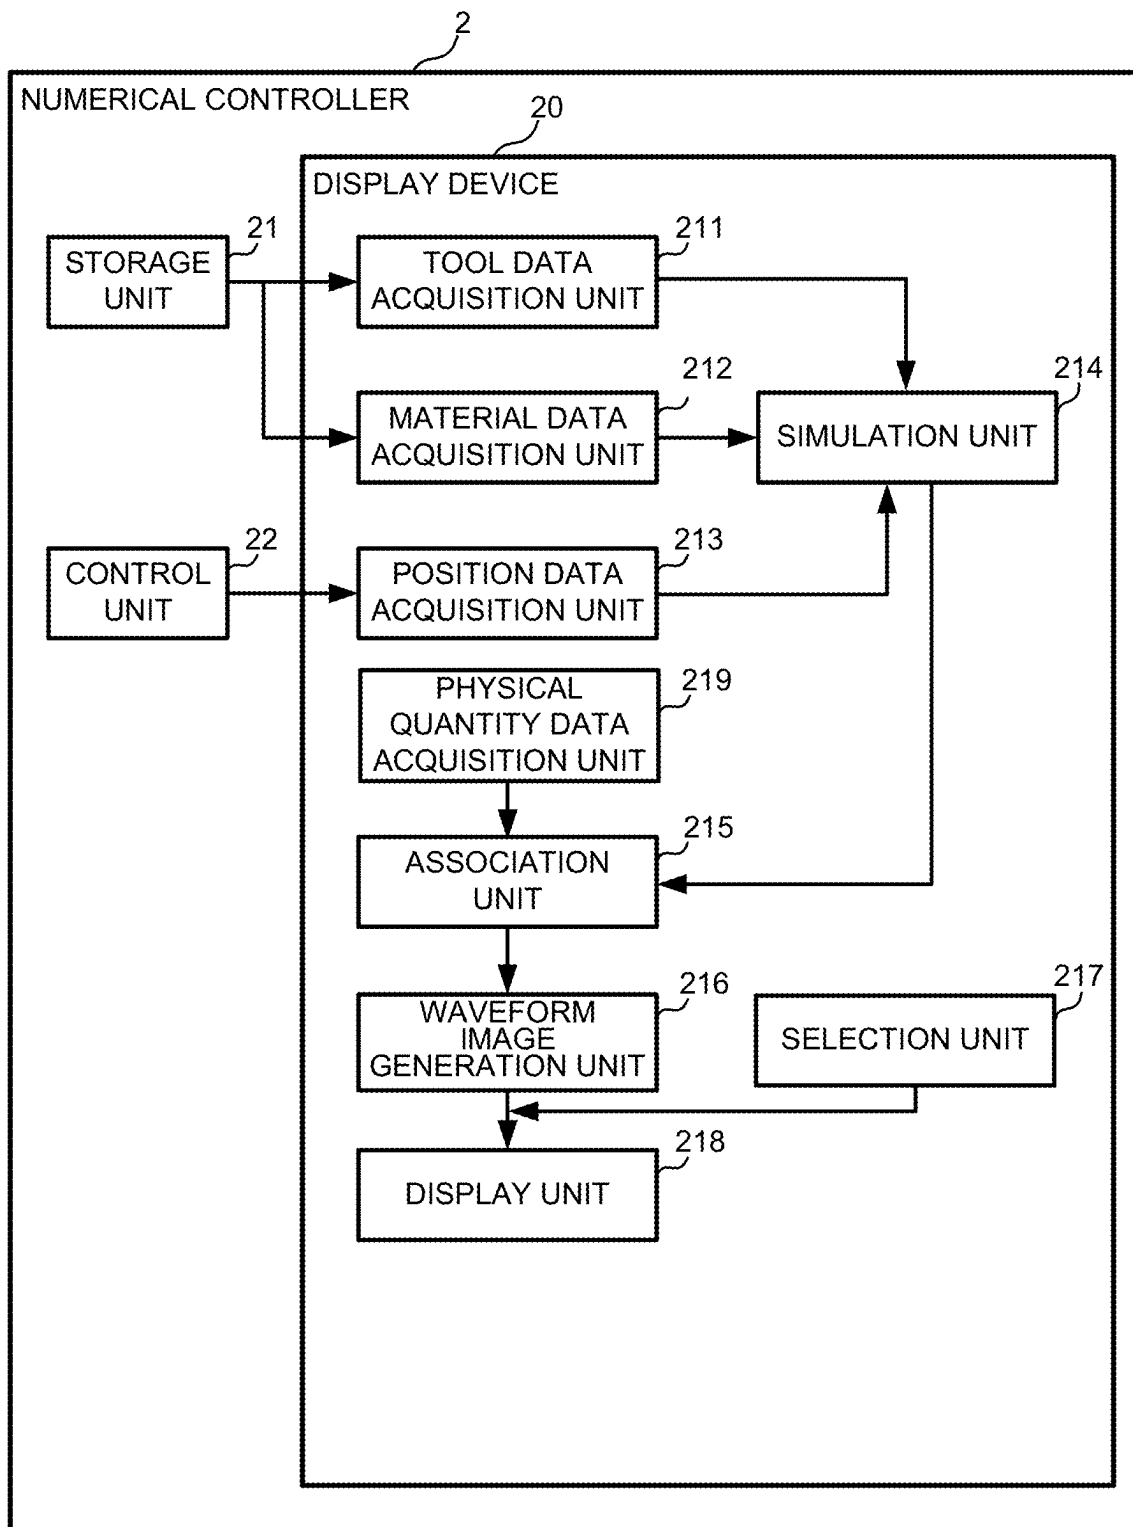 2
NUMERICAL CONTROLLER
20
DISPLAY DEVICE
21
STORAGE
UNIT
211
TOOL DATA
ACQUISITION UNIT
212
MATERIAL DATA
ACQUISITION UNIT
214
SIMULATION UNIT
22
CONTROL
UNIT
213
POSITION DATA
ACQUISITION UNIT
219
PHYSICAL
QUANTITY DATA
ACQUISITION UNIT
215
ASSOCIATION
UNIT
216
WAVEFORM
IMAGE
GENERATION UNIT
217
SELECTION UNIT
218
DISPLAY UNIT